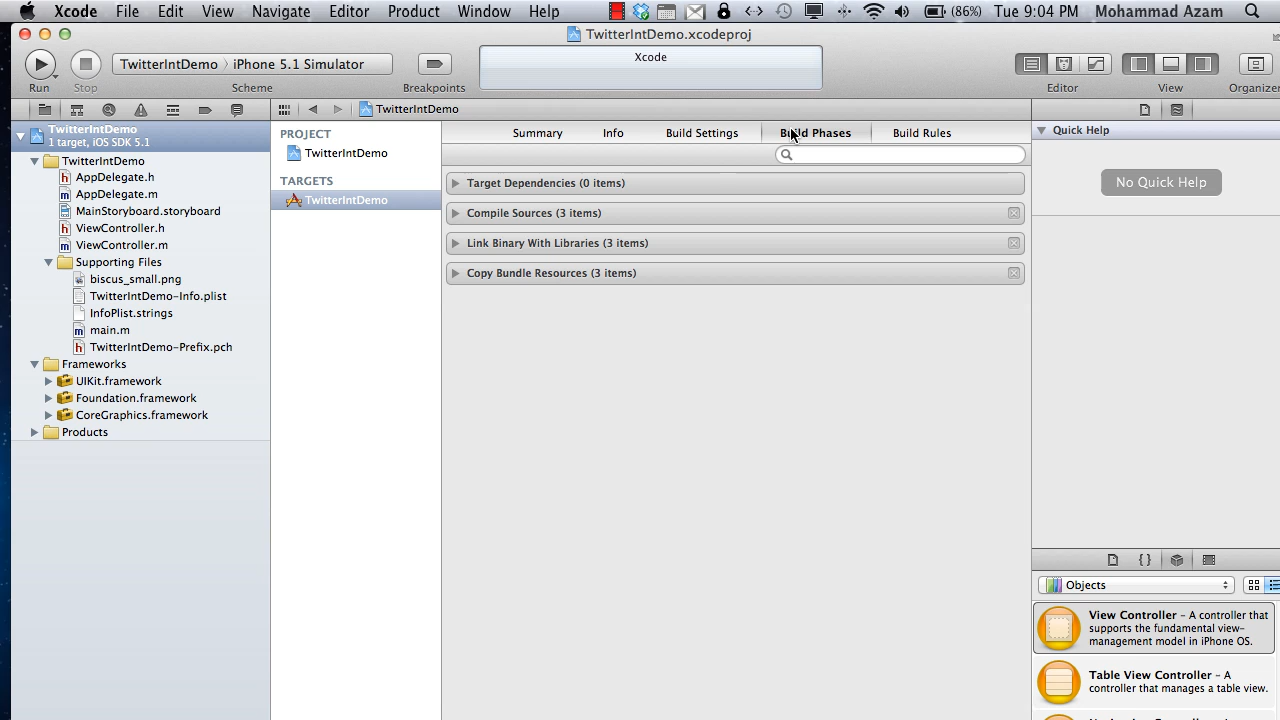 Xcode File Edit View Navigate Editor Product Window Help (86%) Tue 9:04 PM Mohammad Azam
TwitterIntDemo.xcodeproj
TwitterIntDemo 〉 iPhone 5.1 Simulator
Xcode
Run Stop Scheme Breakpoints Editor View Organizer
TwitterIntDemo
TwitterIntDemo
1 target, iOS SDK 5.1
TwitterIntDemo
AppDelegate.h
AppDelegate.m
MainStoryboard.storyboard
ViewController.h
ViewController.m
Supporting Files
biscus_small.png
TwitterIntDemo-Info.plist
InfoPlist.strings
main.m
TwitterIntDemo-Prefix.pch
Frameworks
UIKit.framework
Foundation.framework
CoreGraphics.framework
Products
PROJECT
TwitterIntDemo
TARGETS
TwitterIntDemo
Summary Info Build Settings Build Phases Build Rules
Target Dependencies (0 items)
Compile Sources (3 items)
Link Binary With Libraries (3 items)
Copy Bundle Resources (3 items)
Quick Help
No Quick Help
{}
Objects
View Controller – A controller that
supports the fundamental view-
management model in iPhone OS.
Table View Controller – A
controller that manages a table view.